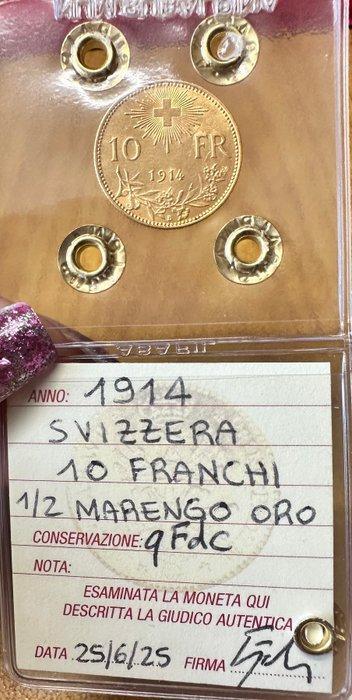 10 FR
1914
B
ANNO: 1914
SVIZZERA
10 FRANCHI
1/2 MARENGO ORO
CONSERVAZIONE: qFdc
NOTA:
ESAMINATA LA MONETA QUI
DESCRITTA LA GIUDICO AUTENTICA
DATA 25/6/25 FIRMA